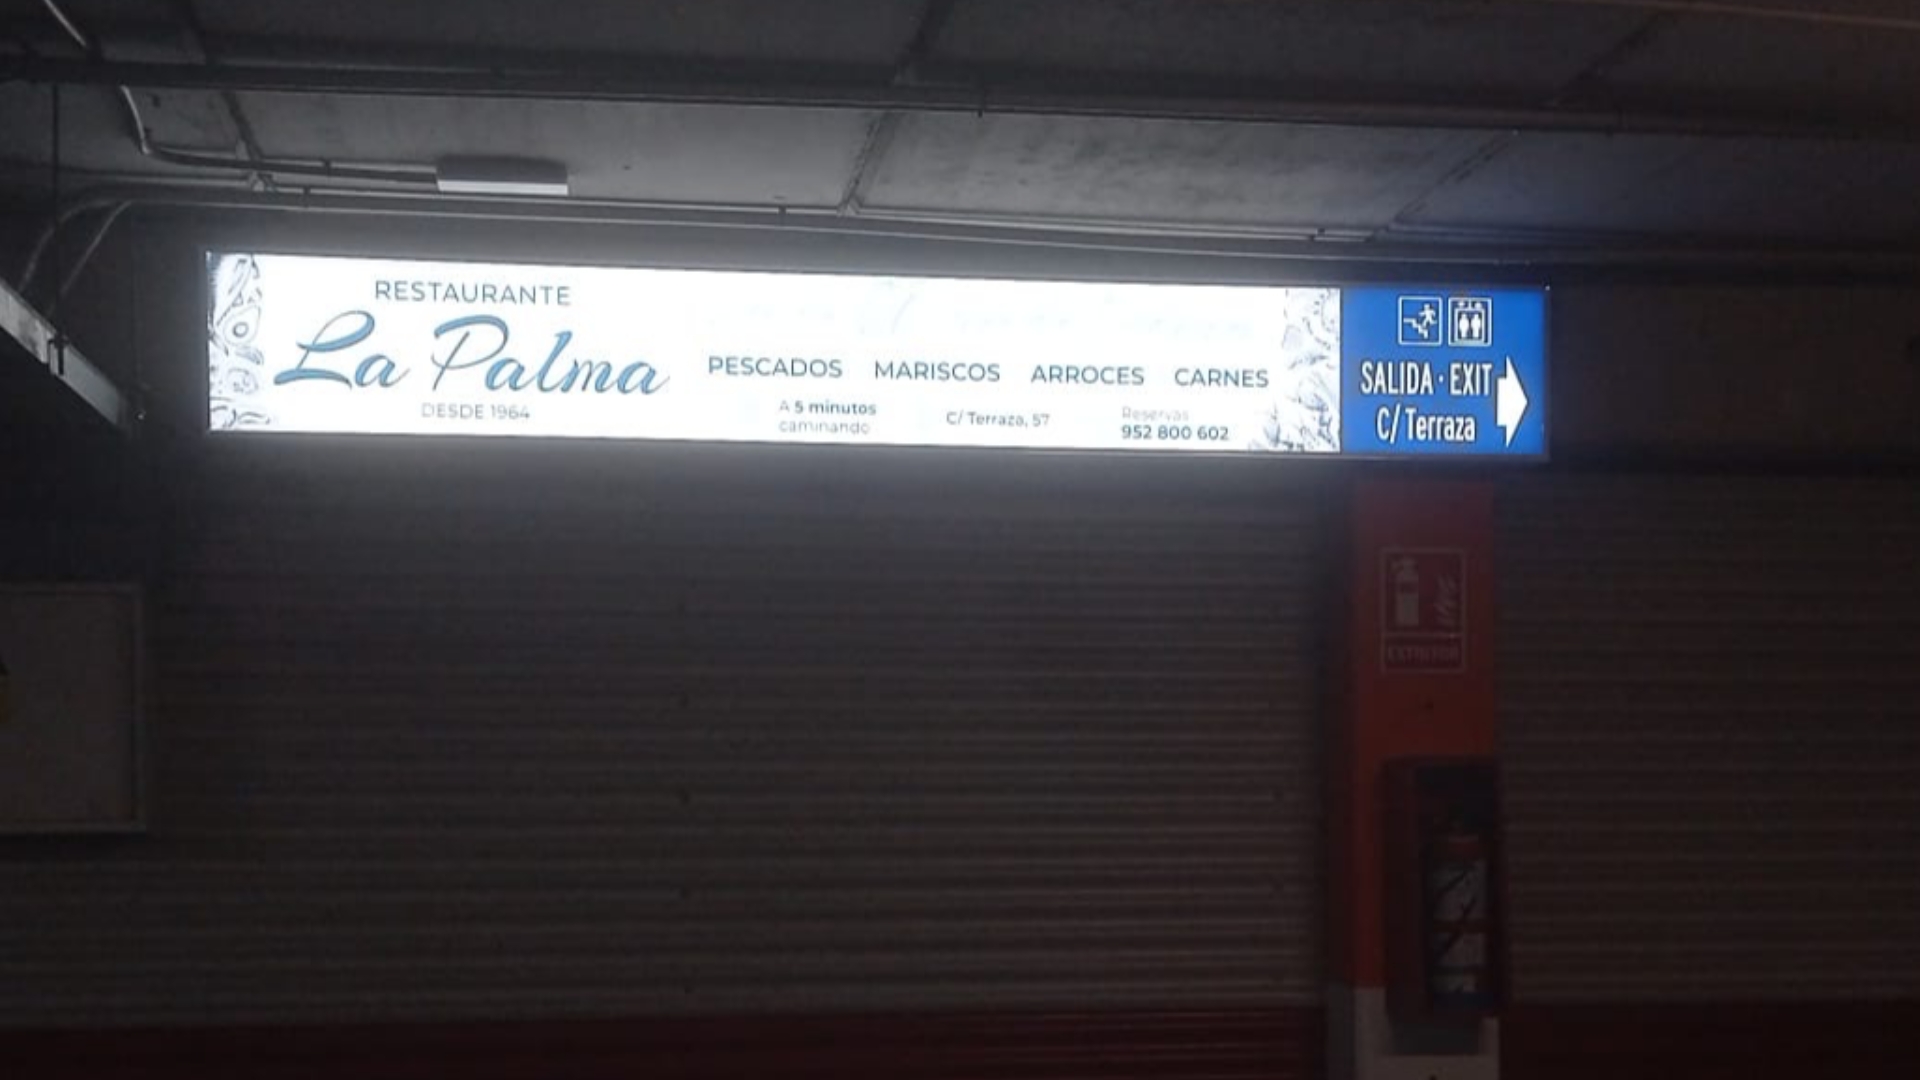 RESTAURANTE
La Palma
DESDE 1964
PESCADOS MARISCOS ARROCES CARNES
A 5 minutos
caminando
C/ Terraza, 57
Reservas
952 800 602
SALIDA · EXIT
C/ Terraza
EXTINTOR